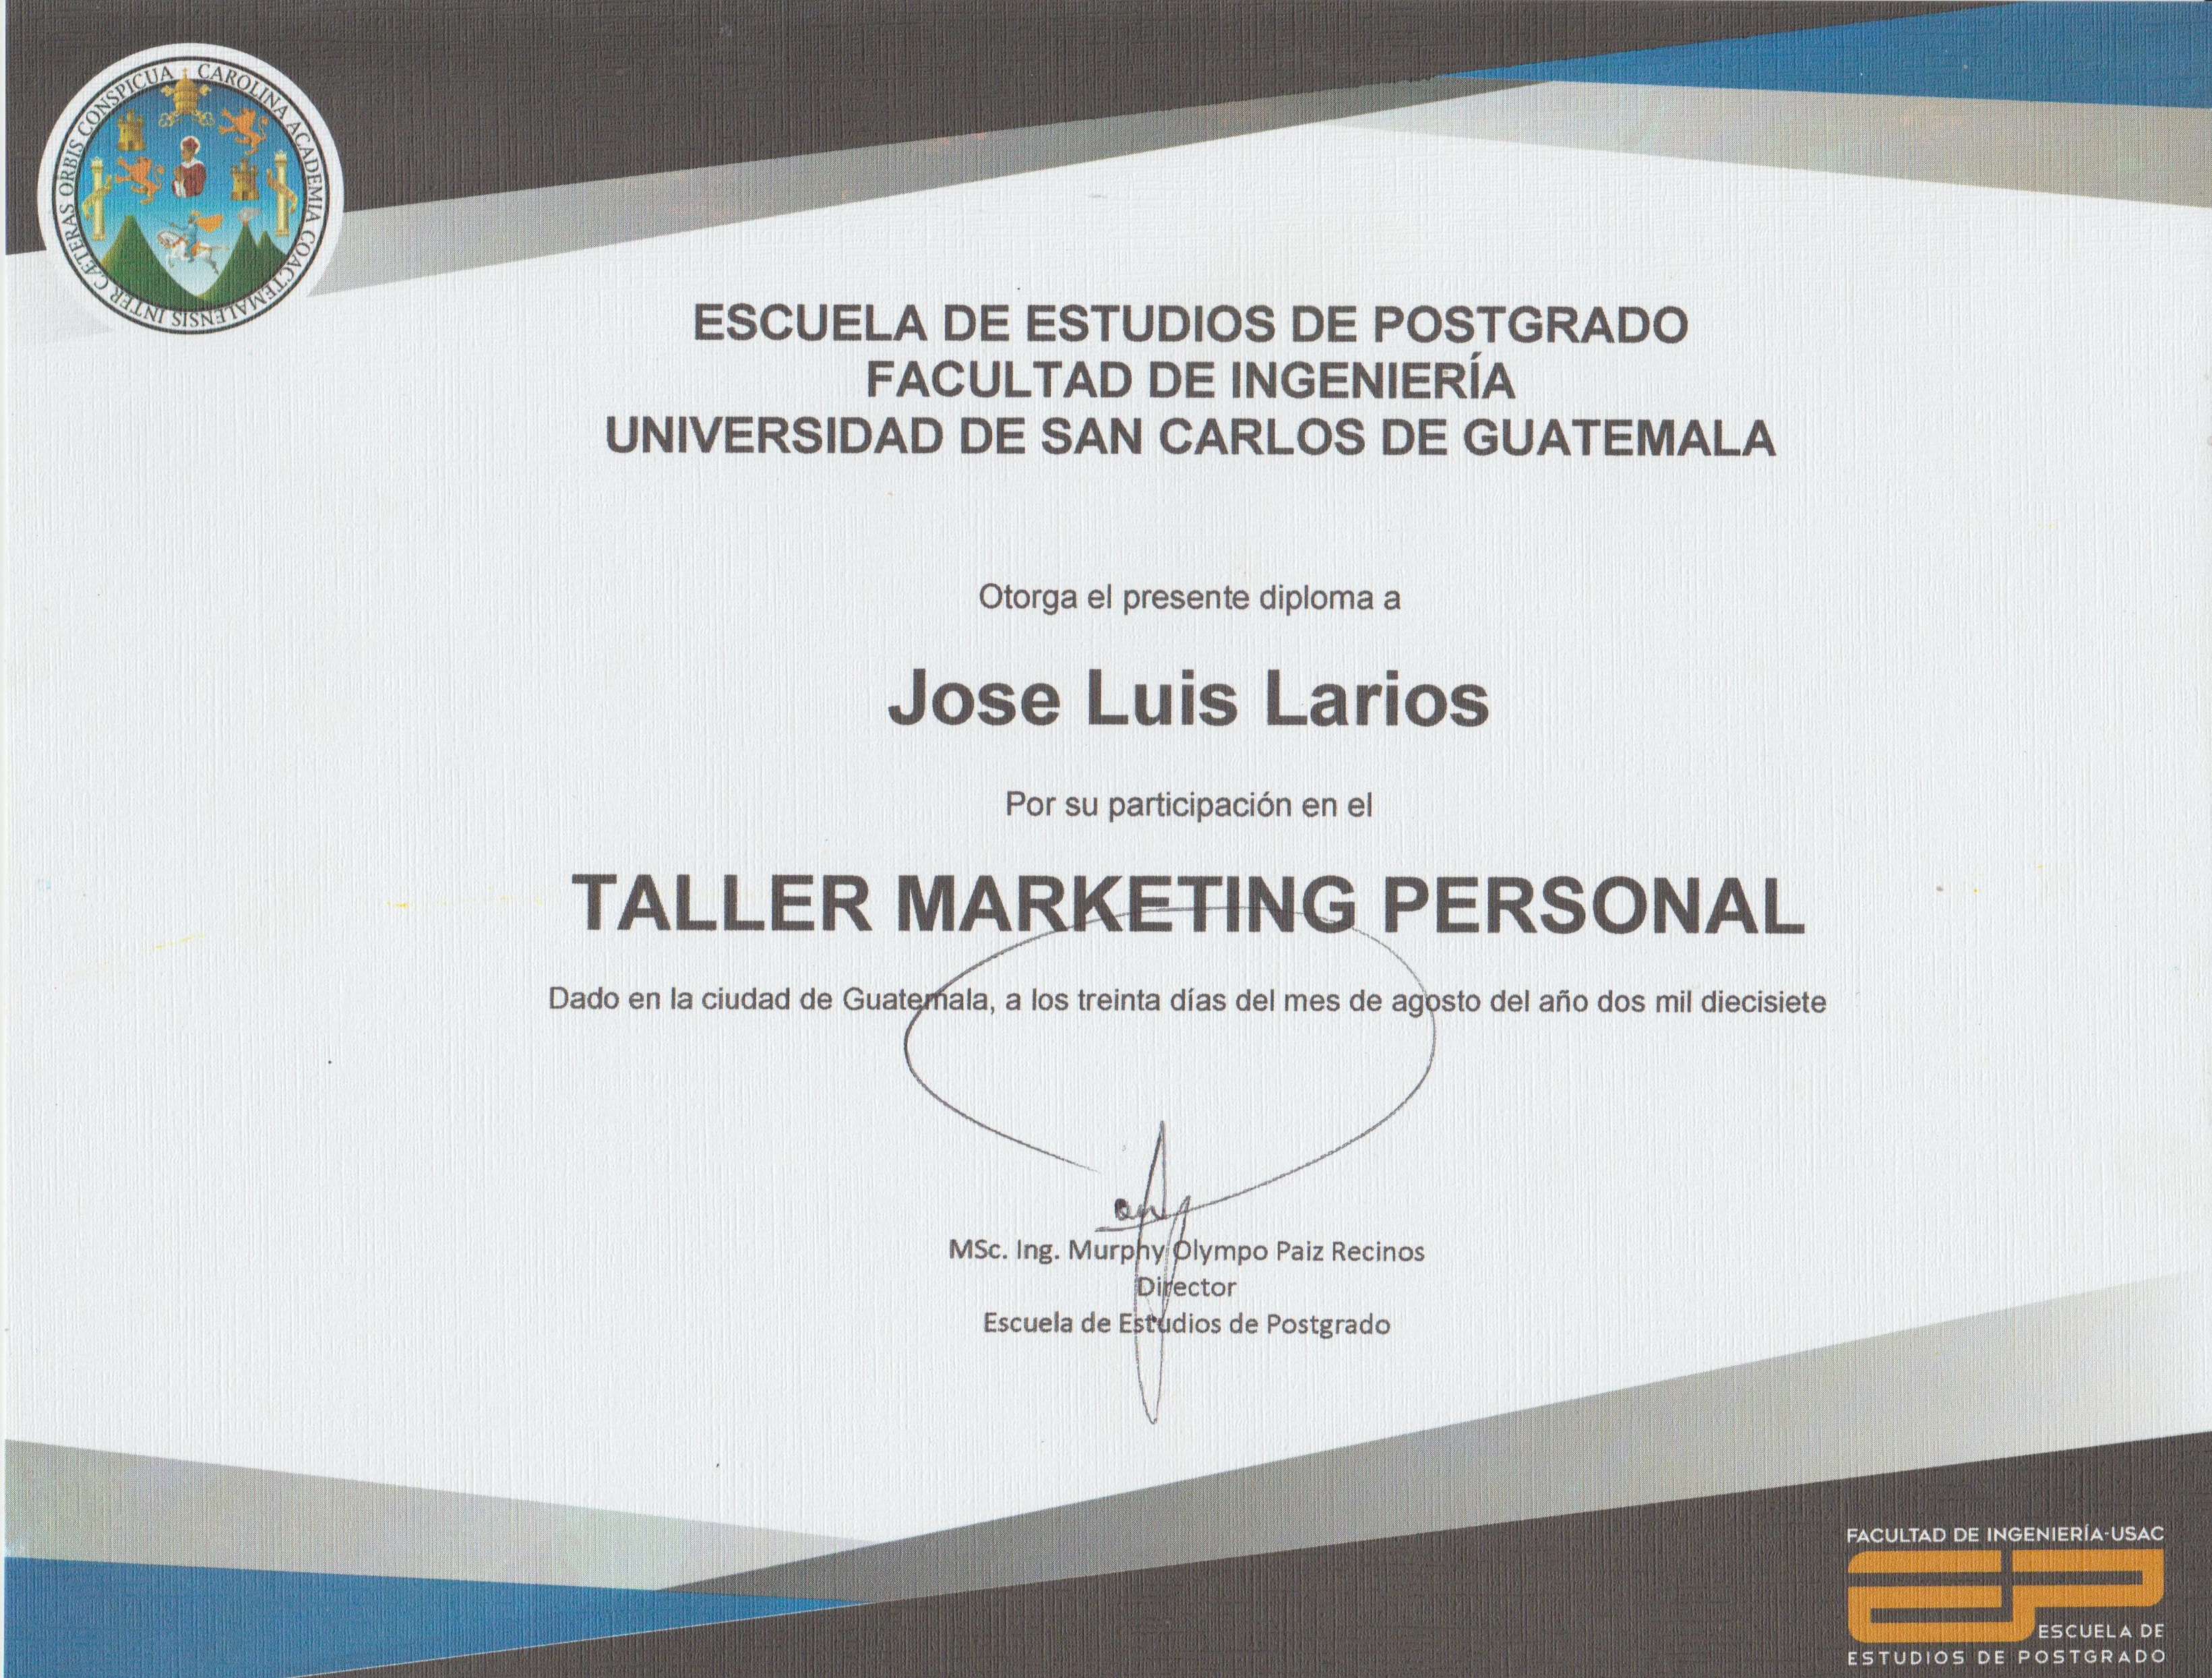 INTER CÆTERAS ORBIS CONSPICUA CAROLINA ACADEMIA COACTEMALENSIS
ESCUELA DE ESTUDIOS DE POSTGRADO
FACULTAD DE INGENIERÍA
UNIVERSIDAD DE SAN CARLOS DE GUATEMALA
Otorga el presente diploma a
Jose Luis Larios
Por su participación en el
TALLER MARKETING PERSONAL
Dado en la ciudad de Guatemala, a los treinta días del mes de agosto del año dos mil diecisiete
MSc. Ing. Murphy Olympo Paiz Recinos
Director
Escuela de Estudios de Postgrado
FACULTAD DE INGENIERÍA-USAC
EP
ESCUELA DE
ESTUDIOS DE POSTGRADO